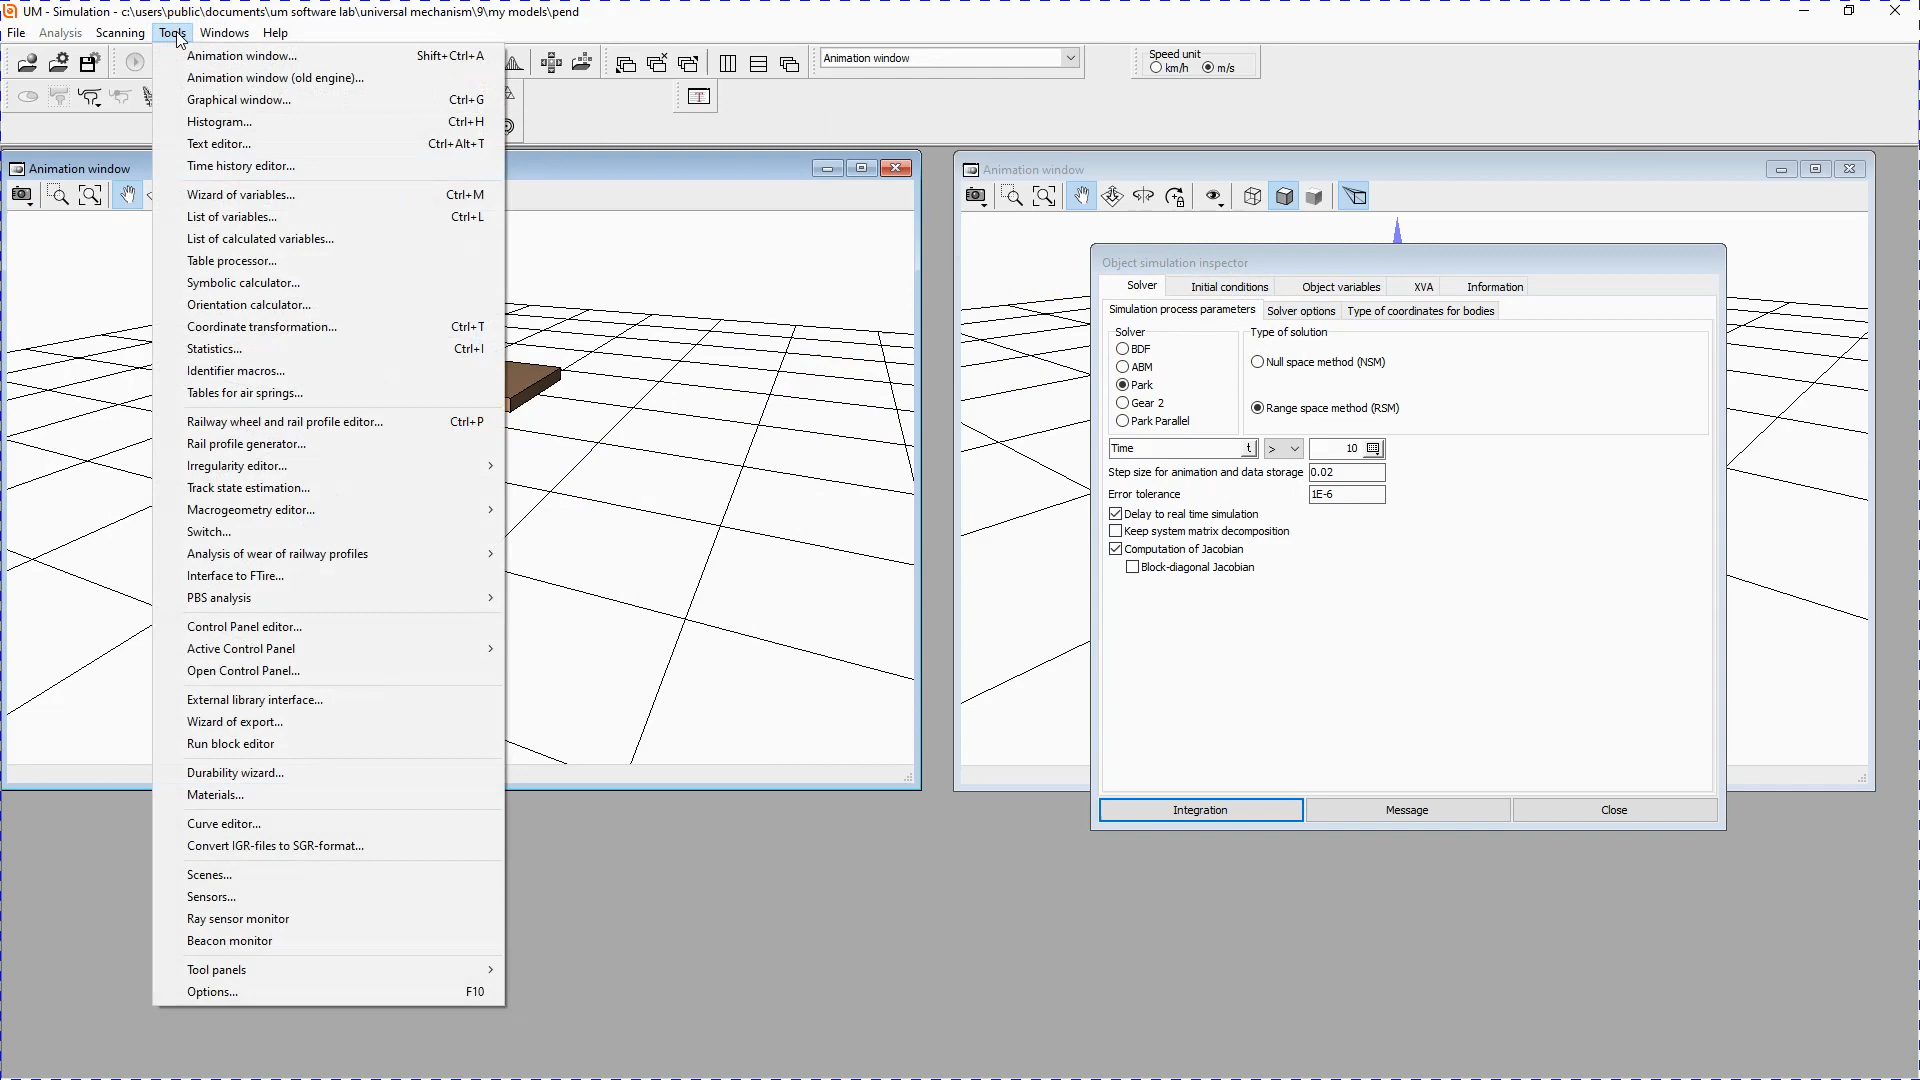 UM - Simulation - c:\users\public\documents\um software lab\universal mechanism\9\my models\pend
File Analysis Scanning Tools Windows Help
Animation window
Speed unit
km/h m/s
Animation window... Shift+Ctrl+A
Animation window (old engine)...
Graphical window... Ctrl+G
Histogram... Ctrl+H
Text editor... Ctrl+Alt+T
Time history editor...
Wizard of variables... Ctrl+M
List of variables... Ctrl+L
List of calculated variables...
Table processor...
Symbolic calculator...
Orientation calculator...
Coordinate transformation... Ctrl+T
Statistics... Ctrl+I
Identifier macros...
Tables for air springs...
Railway wheel and rail profile editor... Ctrl+P
Rail profile generator...
Irregularity editor...
Track state estimation...
Macrogeometry editor...
Switch...
Analysis of wear of railway profiles
Interface to FTire...
PBS analysis
Control Panel editor...
Active Control Panel
Open Control Panel...
External library interface...
Wizard of export...
Run block editor
Durability wizard...
Materials...
Curve editor...
Convert IGR-files to SGR-format...
Scenes...
Sensors...
Ray sensor monitor
Beacon monitor
Tool panels
Options... F10
Animation window
Animation window
Object simulation inspector
Solver Initial conditions Object variables XVA Information
Simulation process parameters Solver options Type of coordinates for bodies
Solver
BDF
ABM
Park
Gear 2
Park Parallel
Type of solution
Null space method (NSM)
Range space method (RSM)
Time t > 10
Step size for animation and data storage 0.02
Error tolerance 1E-6
Delay to real time simulation
Keep system matrix decomposition
Computation of Jacobian
Block-diagonal Jacobian
Integration Message Close